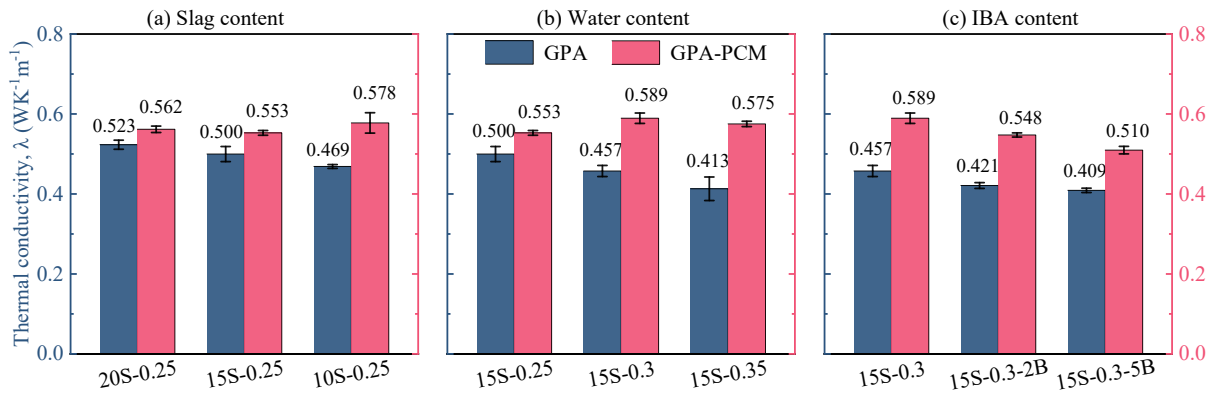 (a) Slag content
(b) Water content
(c) IBA content
Thermal conductivity, λ (WK⁻¹m⁻¹)
0.8
0.6
0.4
0.2
0.0
0.523
0.562
0.500
0.553
0.469
0.578
20S-0.25
15S-0.25
10S-0.25
GPA
GPA-PCM
0.500
0.553
0.457
0.589
0.413
0.575
15S-0.25
15S-0.3
15S-0.35
0.457
0.589
0.421
0.548
0.409
0.510
15S-0.3
15S-0.3-2B
15S-0.3-5B
0.8
0.6
0.4
0.2
0.0